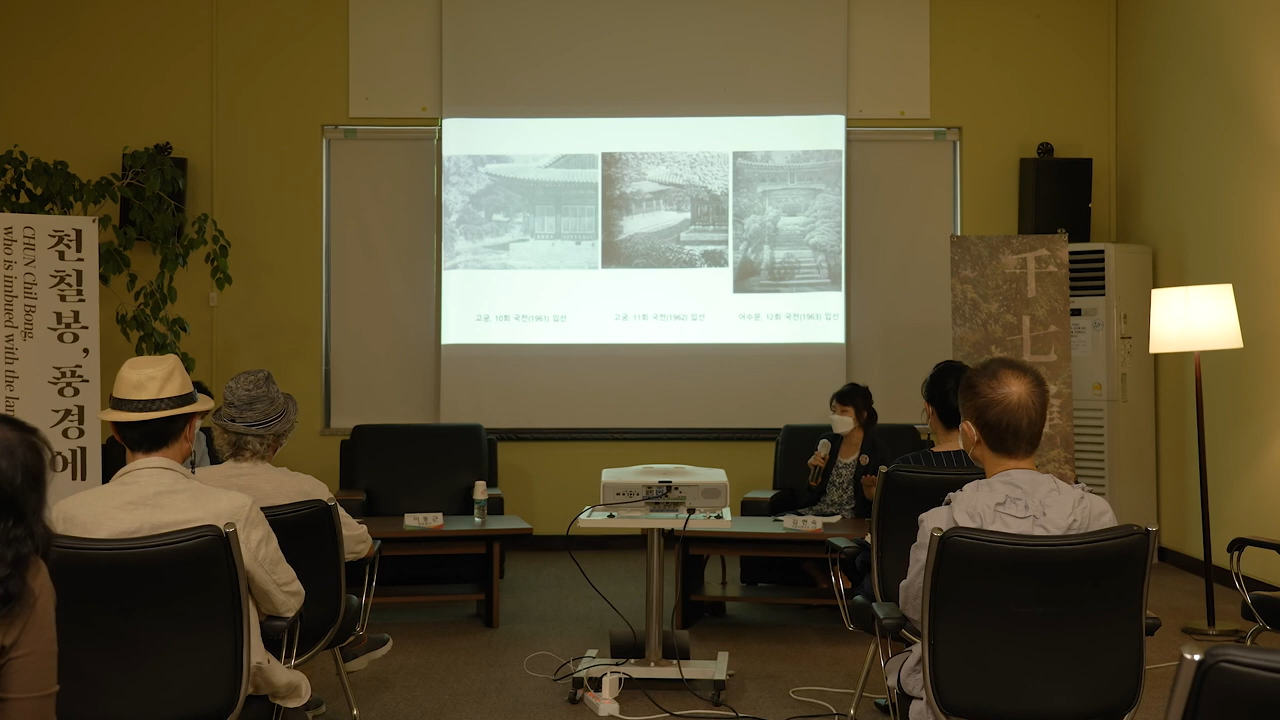 천칠봉, 풍경에
CHUN Chil Bong,
who is imbued with the lan
고궁, 10회 국전(1961) 입선
고궁, 11회 국전(1962) 입선
어수문, 12회 국전(1963) 입선
千七